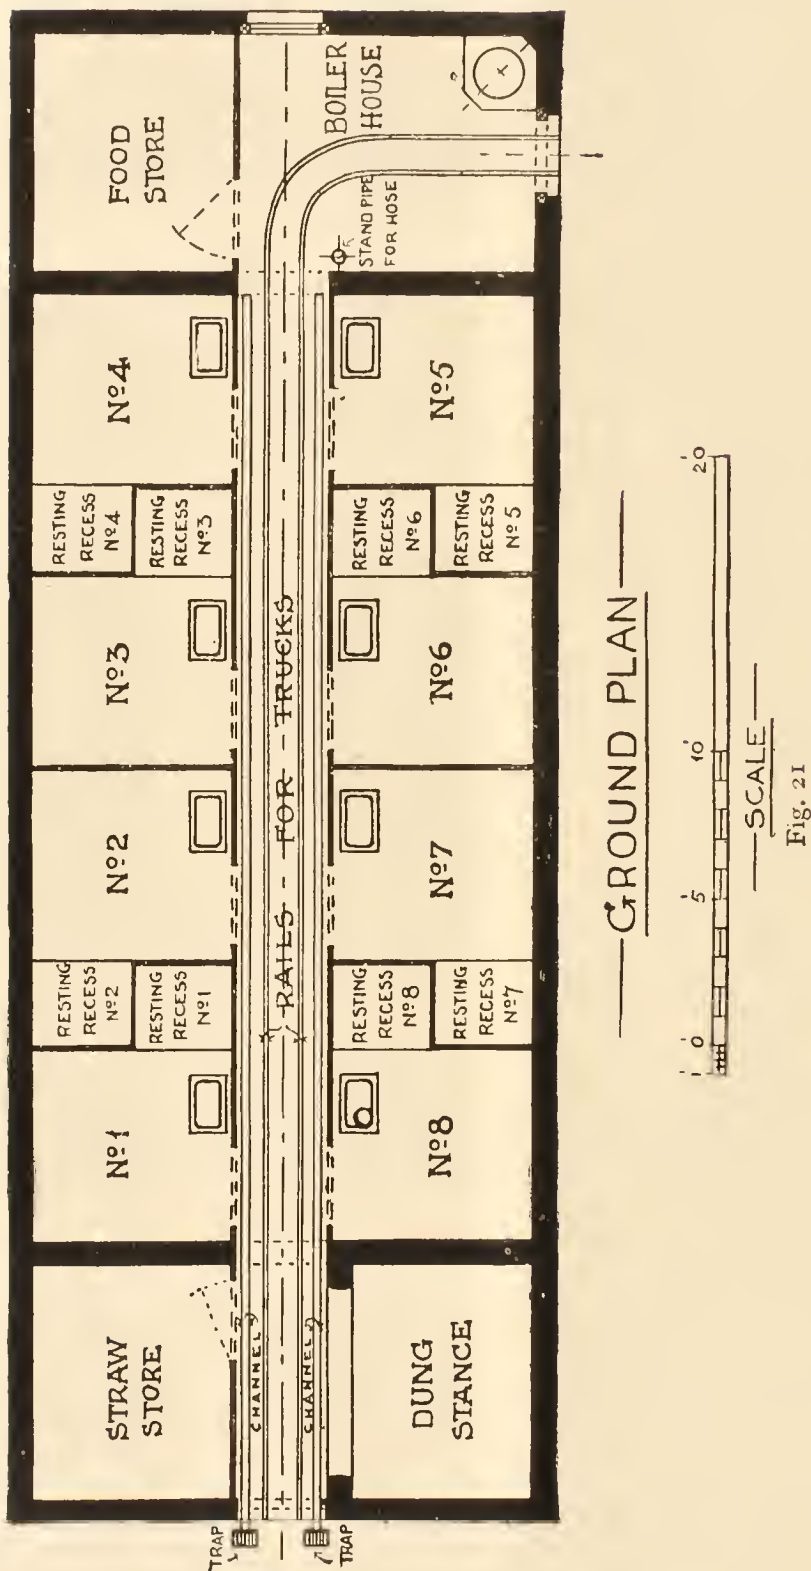 FOOD
STORE
BOILER
HOUSE
STAND PIPE
FOR HOSE
Nº4
Nº5
RESTING
RECESS
Nº4
RESTING
RECESS
Nº3
RESTING
RECESS
Nº6
RESTING
RECESS
Nº5
Nº3
Nº6
RAILS - FOR - TRUCKS
Nº2
Nº7
RESTING
RECESS
Nº2
RESTING
RECESS
Nº1
RESTING
RECESS
Nº8
RESTING
RECESS
Nº7
Nº1
Nº8
STRAW
STORE
CHANNEL
CHANNEL
DUNG
STANCE
TRAP
TRAP
GROUND PLAN
1 0 5 10 20
SCALE
Fig. 21